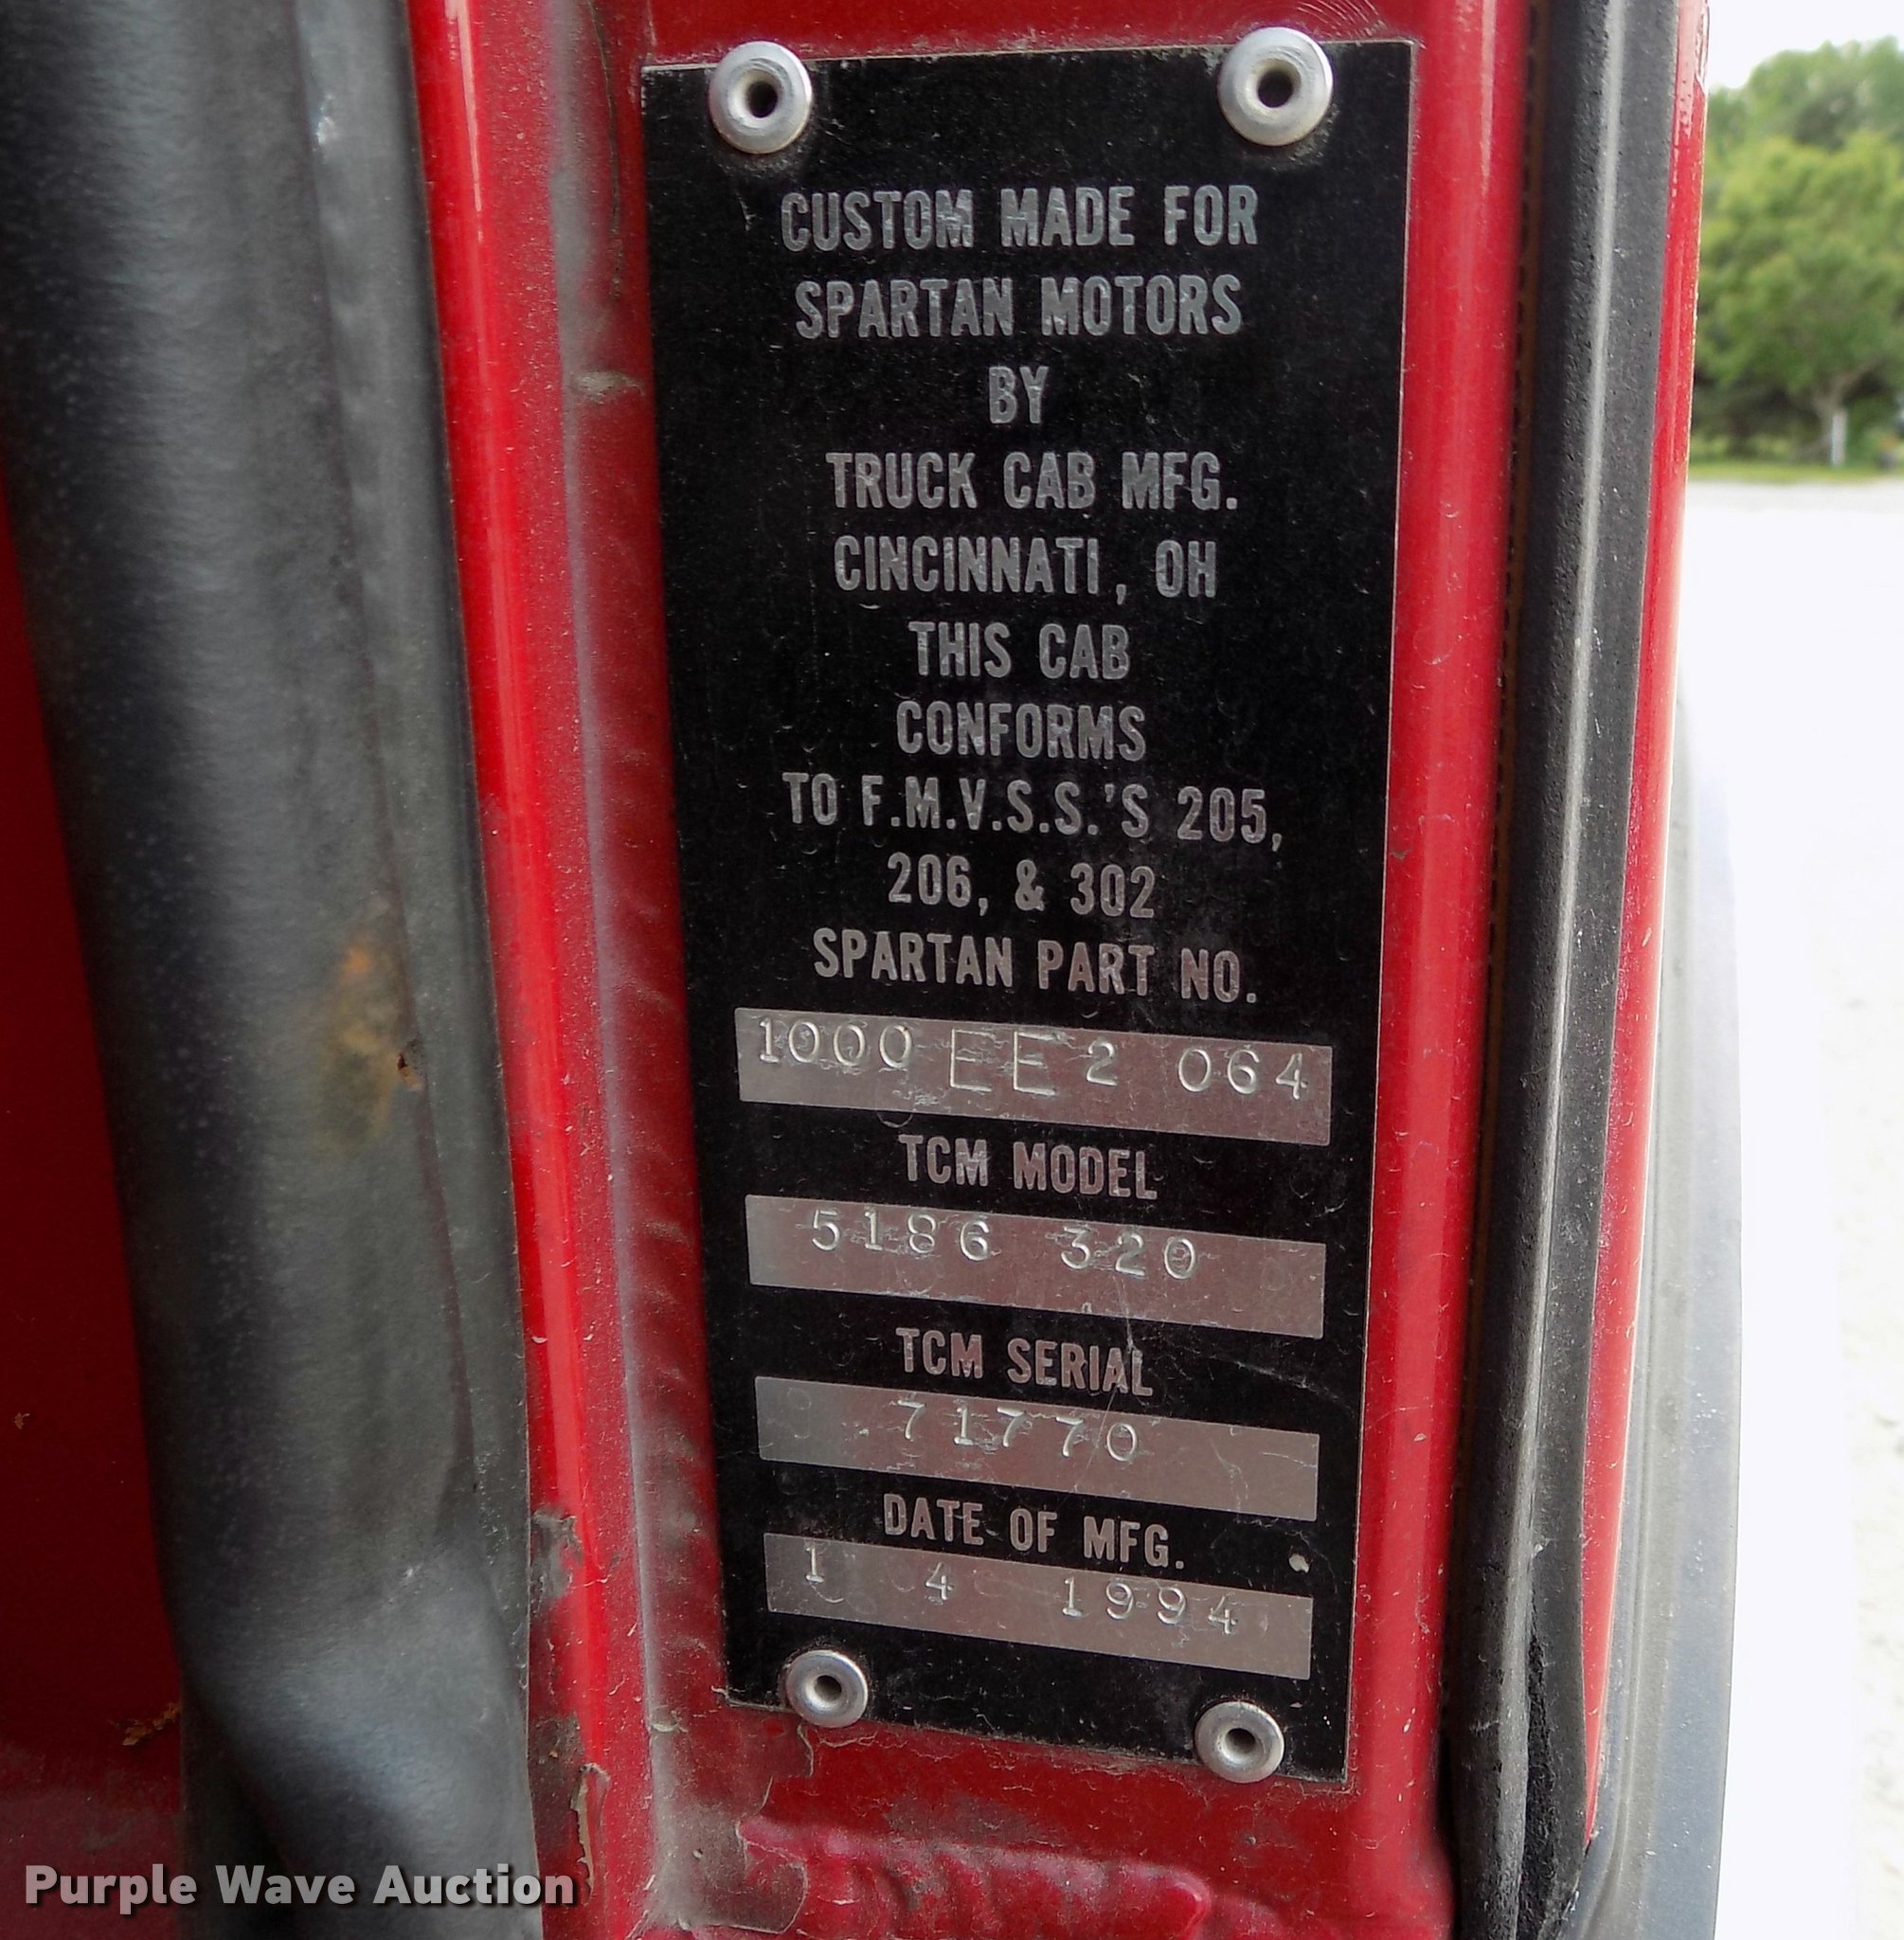 CUSTOM MADE FOR
SPARTAN MOTORS
BY
TRUCK CAB MFG.
CINCINNATI, OH
THIS CAB
CONFORMS
TO F.M.V.S.S.'S 205,
206, & 302
SPARTAN PART NO.
1000 EE 2 064
TCM MODEL
5186 320
TCM SERIAL
71770
DATE OF MFG.
1 4 1994
Purple Wave Auction